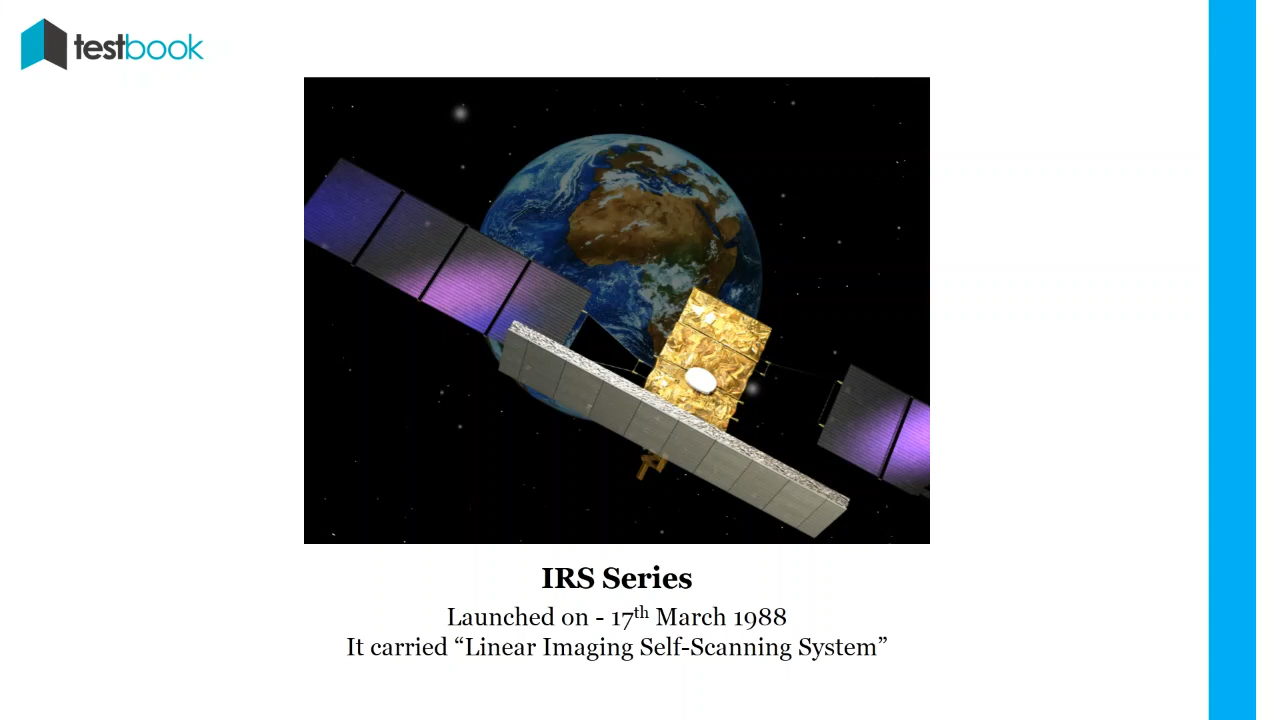 testbook
IRS Series
Launched on - 17th March 1988
It carried “Linear Imaging Self-Scanning System”